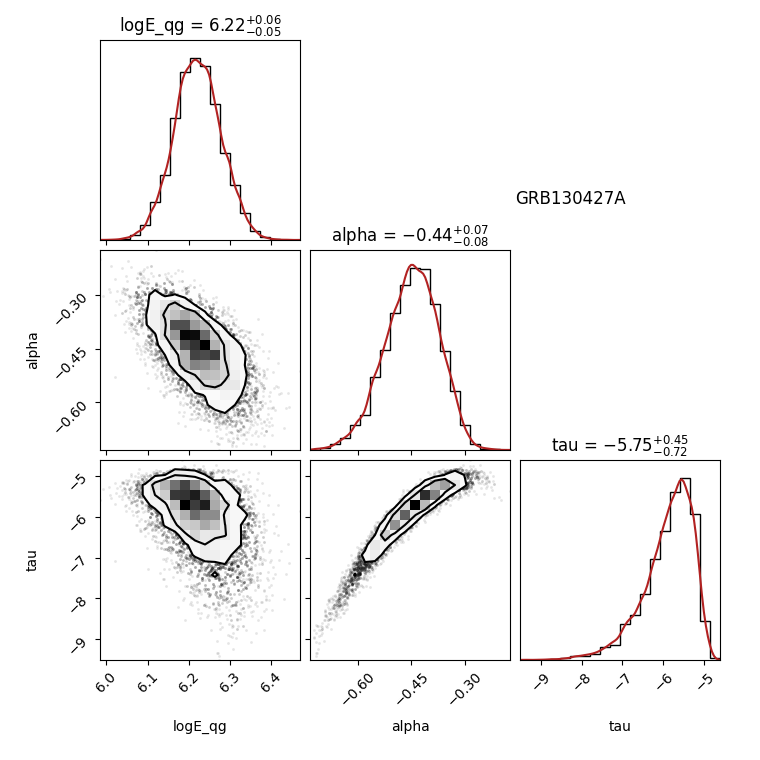 logE_qg = 6.22+0.06 −0.05
GRB130427A
alpha = −0.44+0.07 −0.08
−0.30
−0.45
−0.60
alpha
tau = −5.75+0.45 −0.72
−5
−6
−7
−8
−9
tau
6.0 6.1 6.2 6.3 6.4
−0.60 −0.45 −0.30
−9 −8 −7 −6 −5
logE_qg alpha tau